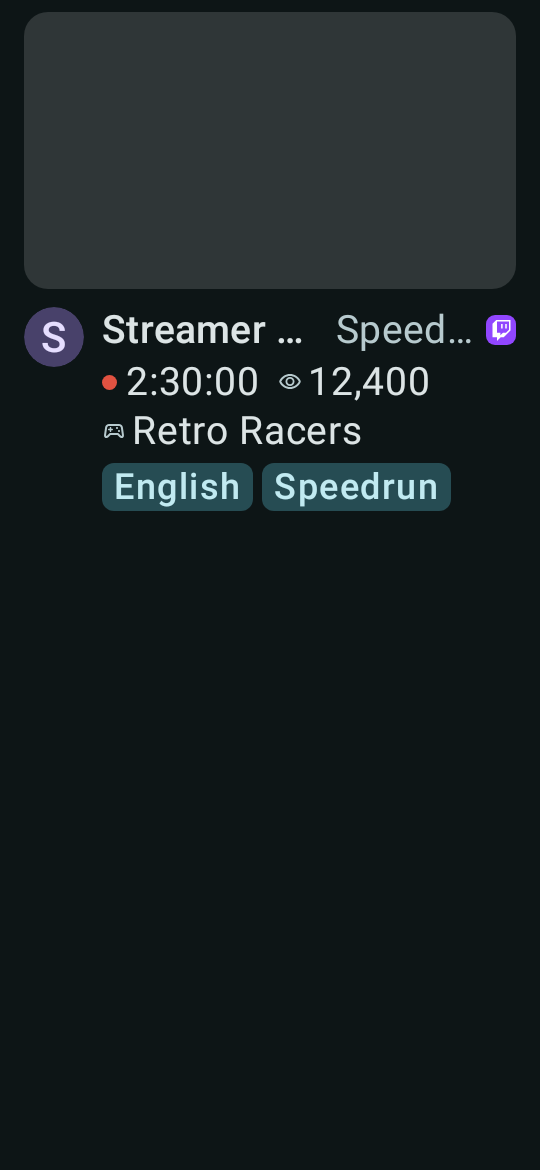 S
Streamer … Speed…
2:30:00 12,400
Retro Racers
English Speedrun